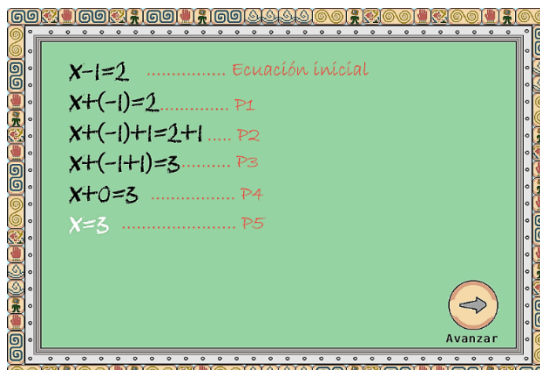 x-1=2 ............... Ecuación inicial
x+(-1)=2............. P1
x+(-1)+1=2+1..... P2
x+(-1+1)=3.......... P3
x+0=3 ................ P4
x=3 ...................... P5
Avanzar